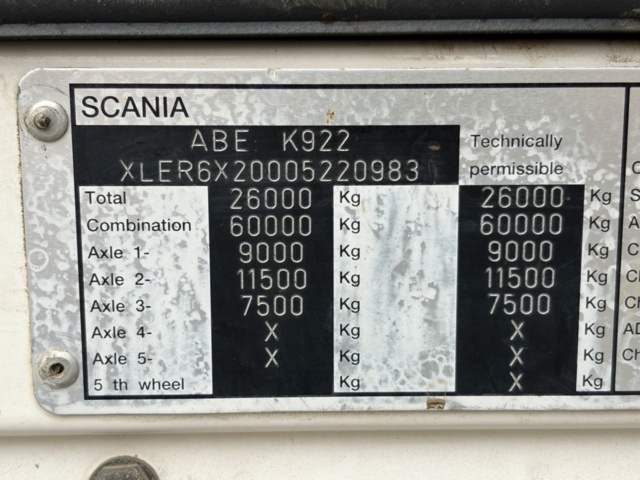 SCANIA
ABE K922
XLER6X20005220983
Technically
permissible
Total 26000 Kg 26000 Kg
Combination 60000 Kg 60000 Kg
Axle 1- 9000 Kg 9000 Kg
Axle 2- 11500 Kg 11500 Kg
Axle 3- 7500 Kg 7500 Kg
Axle 4- X Kg X Kg
Axle 5- X Kg X Kg
5 th wheel Kg X Kg